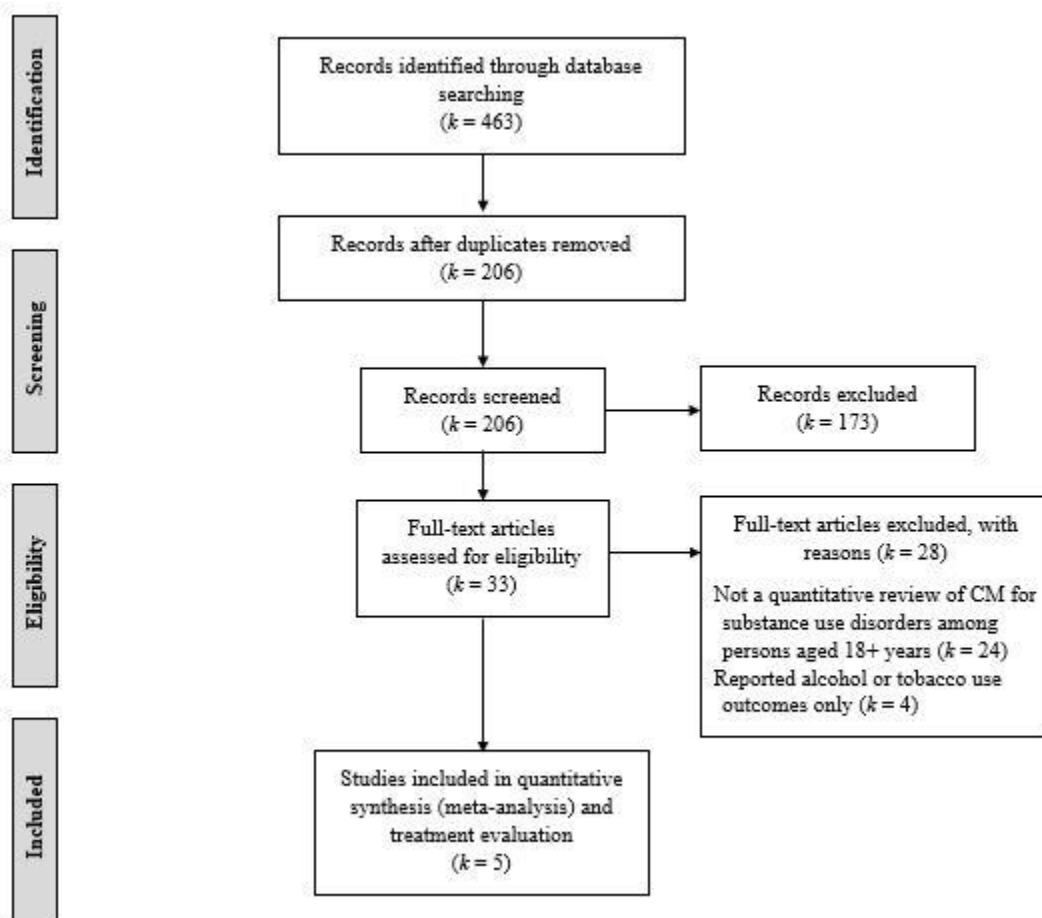 Identification
Records identified through database
searching
(k = 463)
Records after duplicates removed
(k = 206)
Screening
Records screened
(k = 206)
Records excluded
(k = 173)
Eligibility
Full-text articles
assessed for eligibility
(k = 33)
Full-text articles excluded, with
reasons (k = 28)
Not a quantitative review of CM for
substance use disorders among
persons aged 18+ years (k = 24)
Reported alcohol or tobacco use
outcomes only (k = 4)
Included
Studies included in quantitative
synthesis (meta-analysis) and
treatment evaluation
(k = 5)